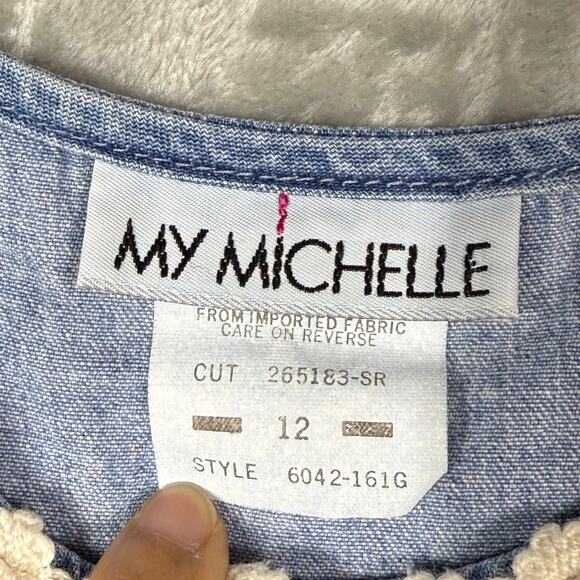 MY MICHELLE
FROM IMPORTED FABRIC
CARE ON REVERSE
CUT 265183-SR
12
STYLE 6042-161G